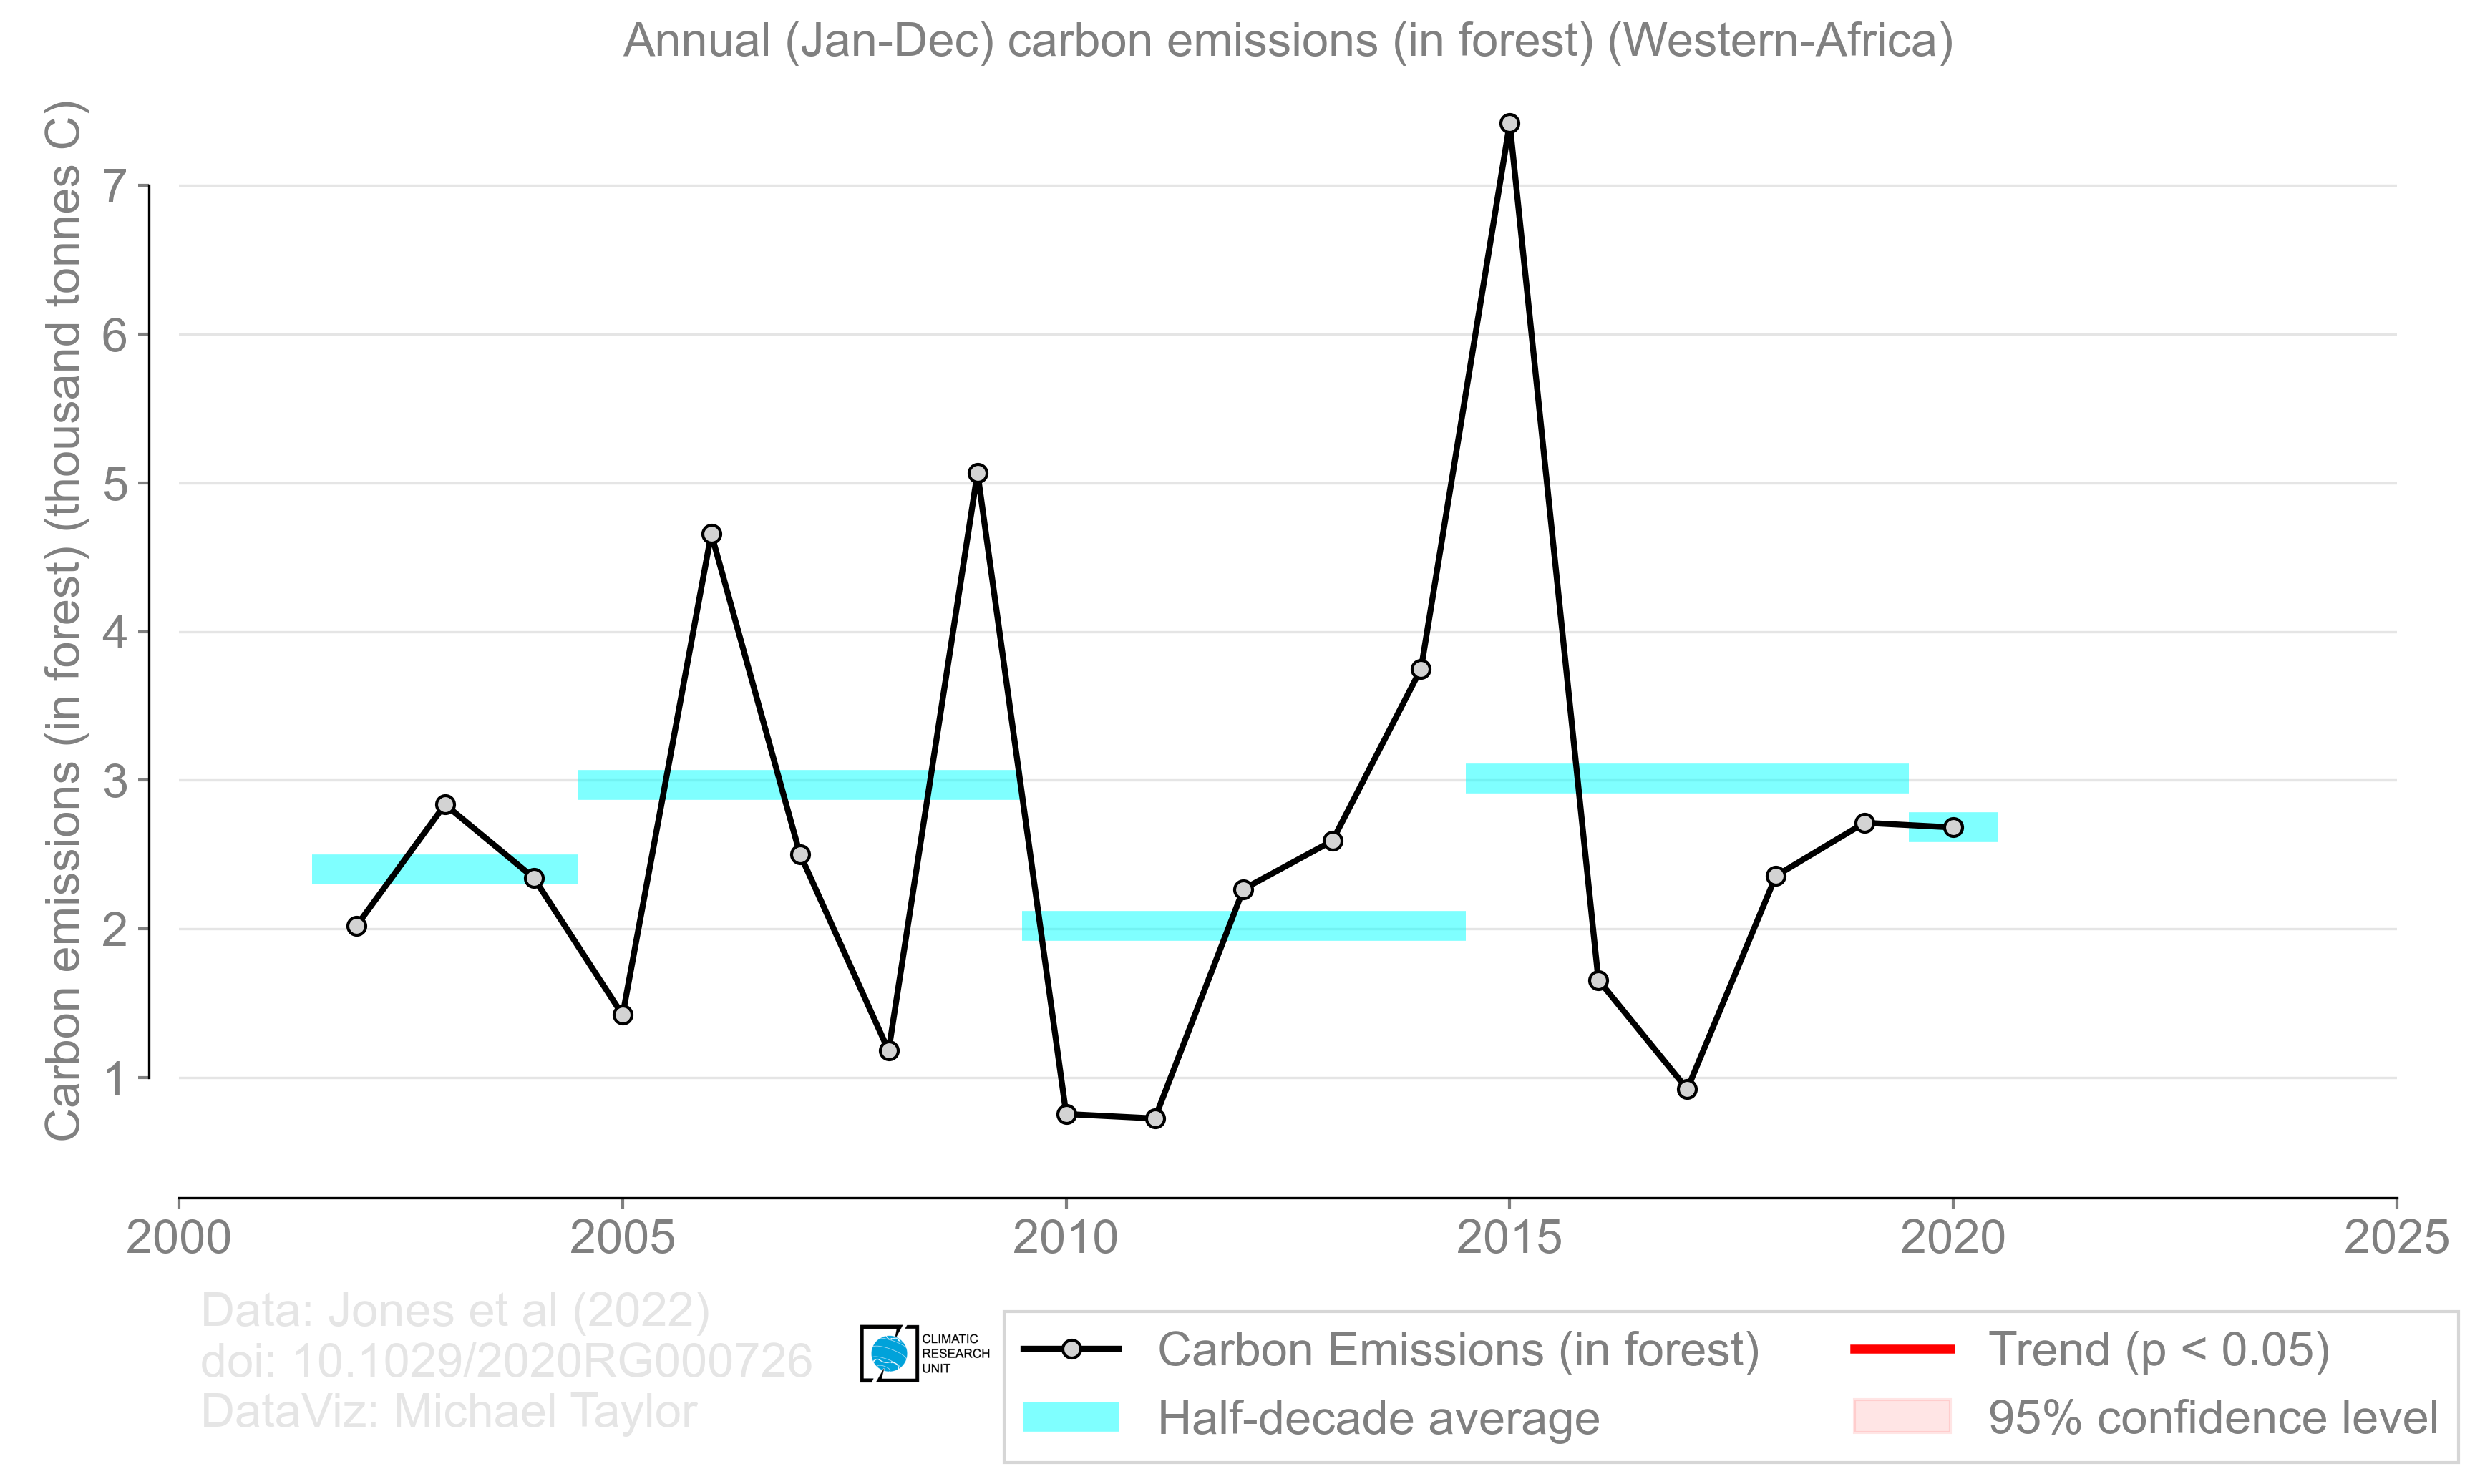 Annual (Jan-Dec) carbon emissions (in forest) (Western-Africa)
Carbon emissions (in forest) (thousand tonnes C)
7
6
5
4
3
2
1
2000 2005 2010 2015 2020 2025
Data: Jones et al (2022)
doi: 10.1029/2020RG000726
DataViz: Michael Taylor
CLIMATIC
RESEARCH
UNIT
Carbon Emissions (in forest)
Half-decade average
Trend (p < 0.05)
95% confidence level